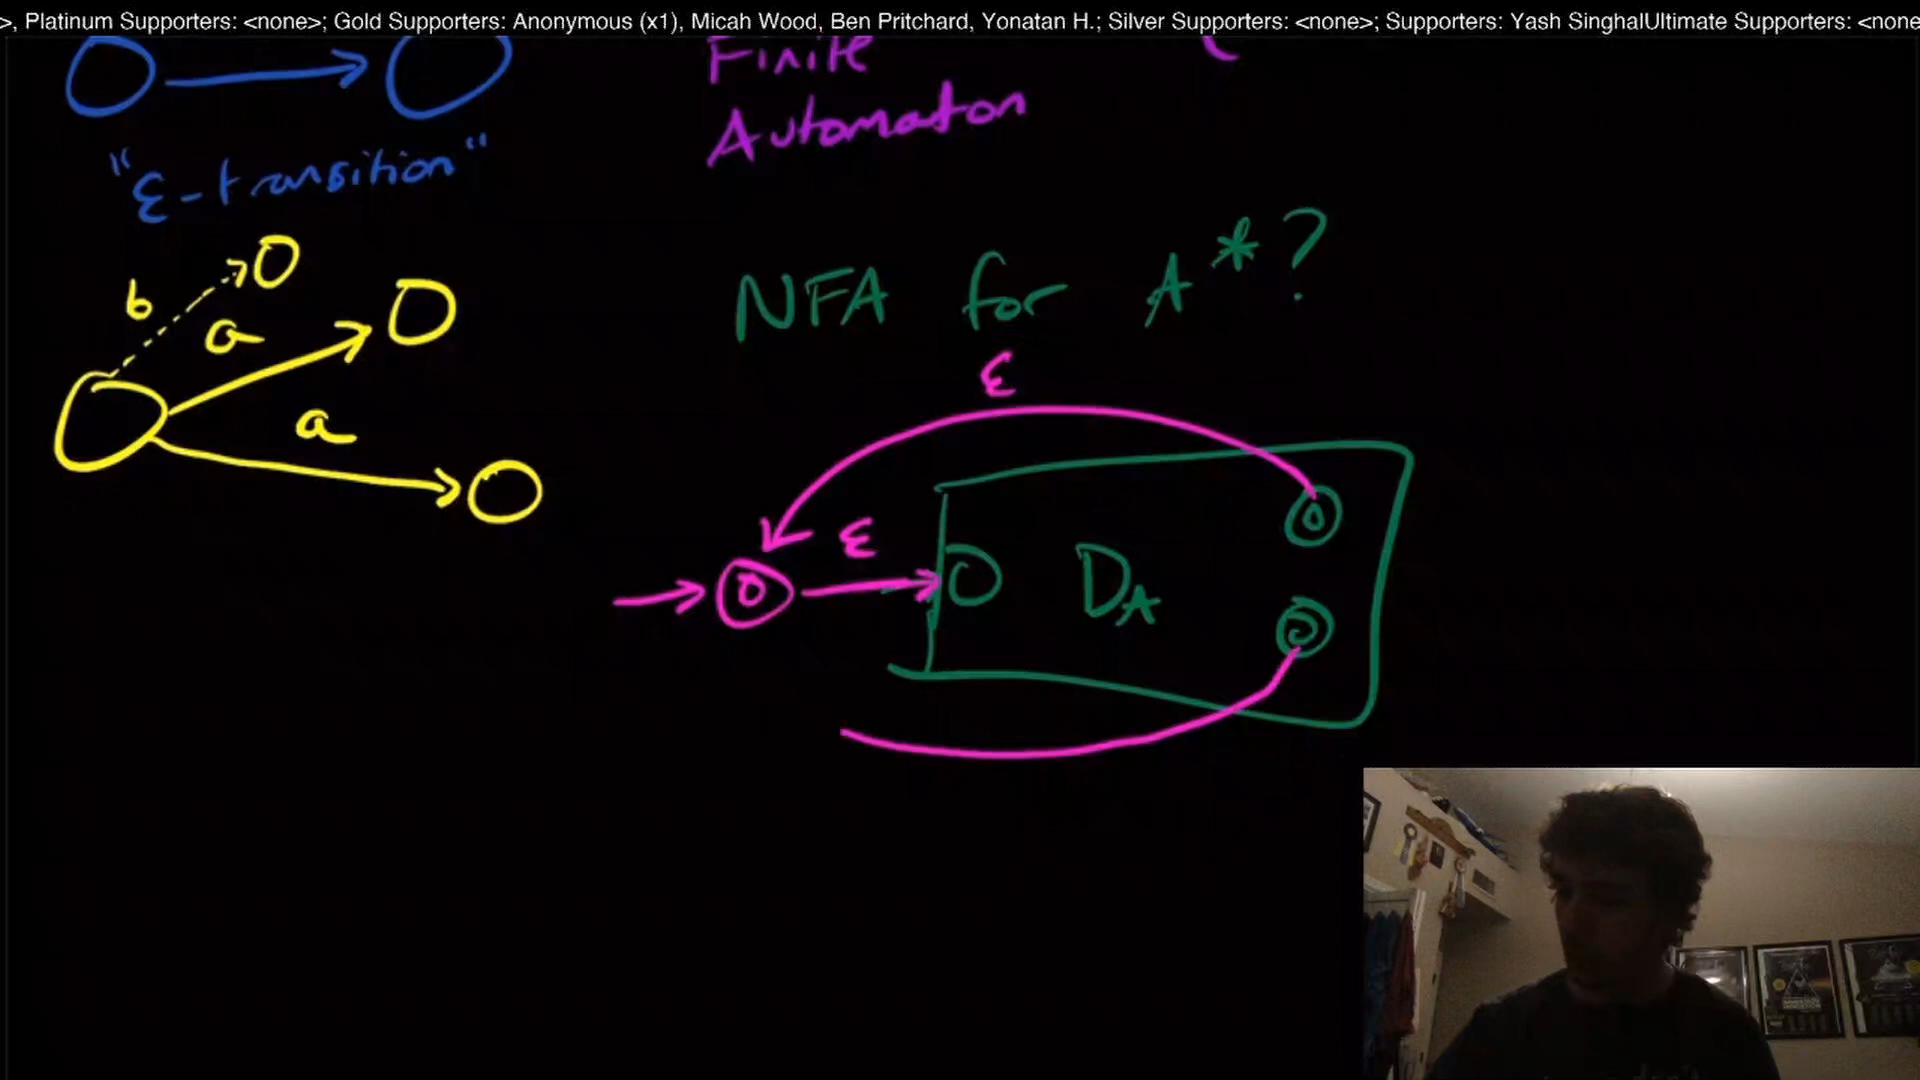 >, Platinum Supporters: <none>; Gold Supporters: Anonymous (x1), Micah Wood, Ben Pritchard, Yonatan H.; Silver Supporters: <none>; Supporters: Yash SinghalUltimate Supporters: <none
Finite
Automaton
"ε-transition"
b
a
a
NFA for A*?
ε
ε
D_A